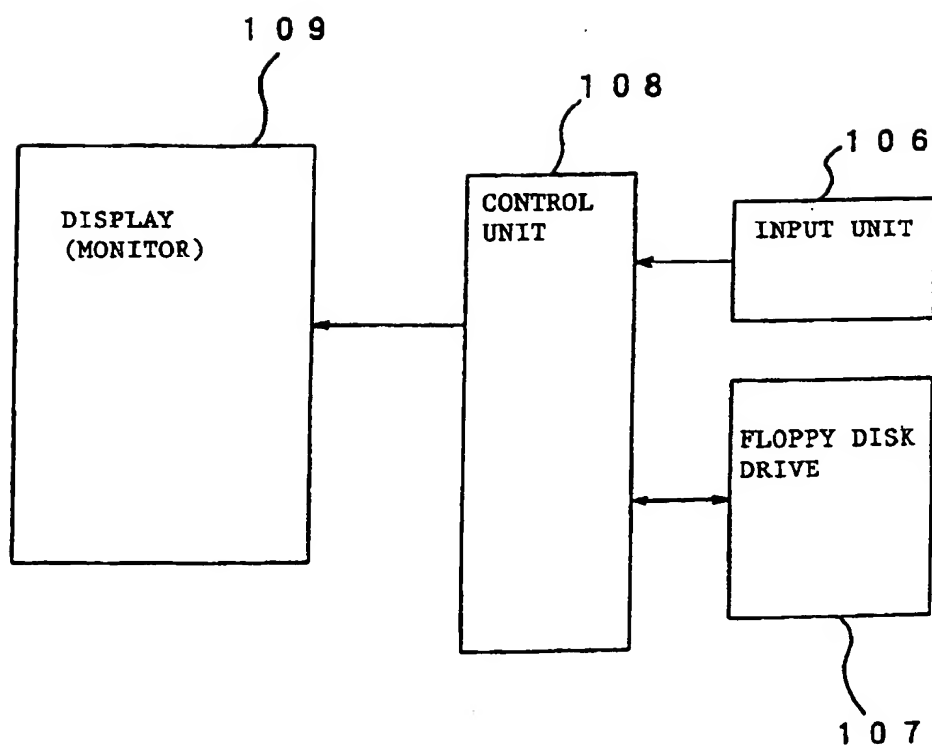 109
108
106
DISPLAY
(MONITOR)
CONTROL
UNIT
INPUT UNIT
FLOPPY DISK
DRIVE
107